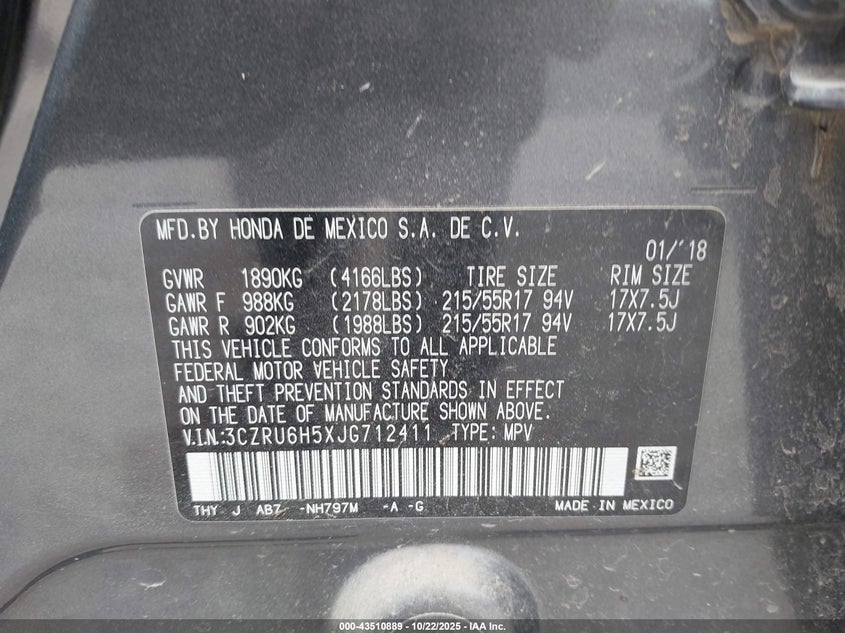 MFD.BY HONDA DE MEXICO S.A. DE C.V.
01/'18
GVWR 1890KG (4166LBS) TIRE SIZE RIM SIZE
GAWR F 988KG (2178LBS) 215/55R17 94V 17X7.5J
GAWR R 902KG (1988LBS) 215/55R17 94V 17X7.5J
THIS VEHICLE CONFORMS TO ALL APPLICABLE
FEDERAL MOTOR VEHICLE SAFETY
AND THEFT PREVENTION STANDARDS IN EFFECT
ON THE DATE OF MANUFACTURE SHOWN ABOVE.
V.I.N:3CZRU6H5XJG712411 TYPE: MPV
THY J AB7 -NH797M -A -G MADE IN MEXICO
000-43510889 - 10/22/2025 - IAA Inc.